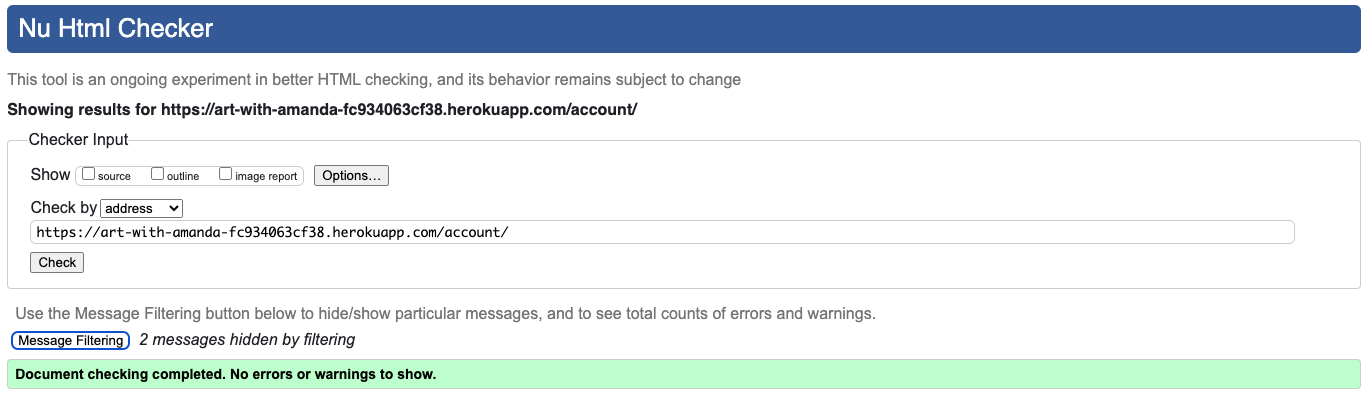 Nu Html Checker
This tool is an ongoing experiment in better HTML checking, and its behavior remains subject to change
Showing results for https://art-with-amanda-fc934063cf38.herokuapp.com/account/
Checker Input
Show source outline image report Options...
Check by address
https://art-with-amanda-fc934063cf38.herokuapp.com/account/
Check
Use the Message Filtering button below to hide/show particular messages, and to see total counts of errors and warnings.
Message Filtering 2 messages hidden by filtering
Document checking completed. No errors or warnings to show.